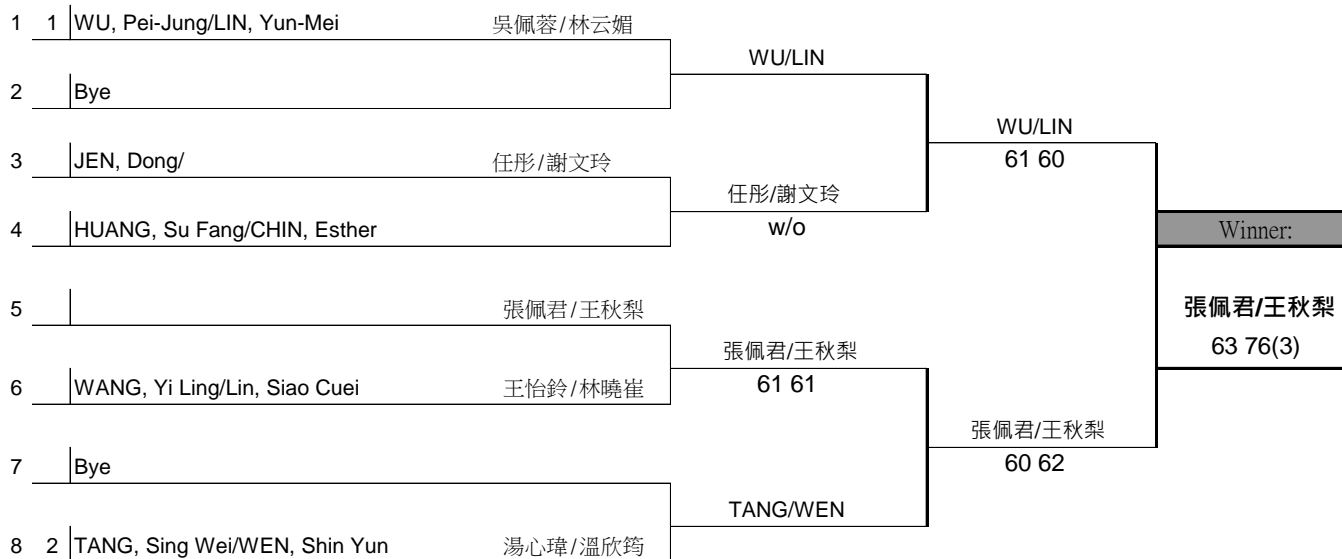 1 1 WU, Pei-Jung/LIN, Yun-Mei 吳佩蓉/林云媚
WU/LIN
2 Bye
WU/LIN
61 60
3 JEN, Dong/ 任彤/謝文玲
任彤/謝文玲
w/o
4 HUANG, Su Fang/CHIN, Esther
Winner:
5 張佩君/王秋梨
張佩君/王秋梨
63 76(3)
張佩君/王秋梨
61 61
6 WANG, Yi Ling/Lin, Siao Cuei 王怡鈴/林曉崔
張佩君/王秋梨
60 62
7 Bye
TANG/WEN
8 2 TANG, Sing Wei/WEN, Shin Yun 湯心瑋/溫欣筠